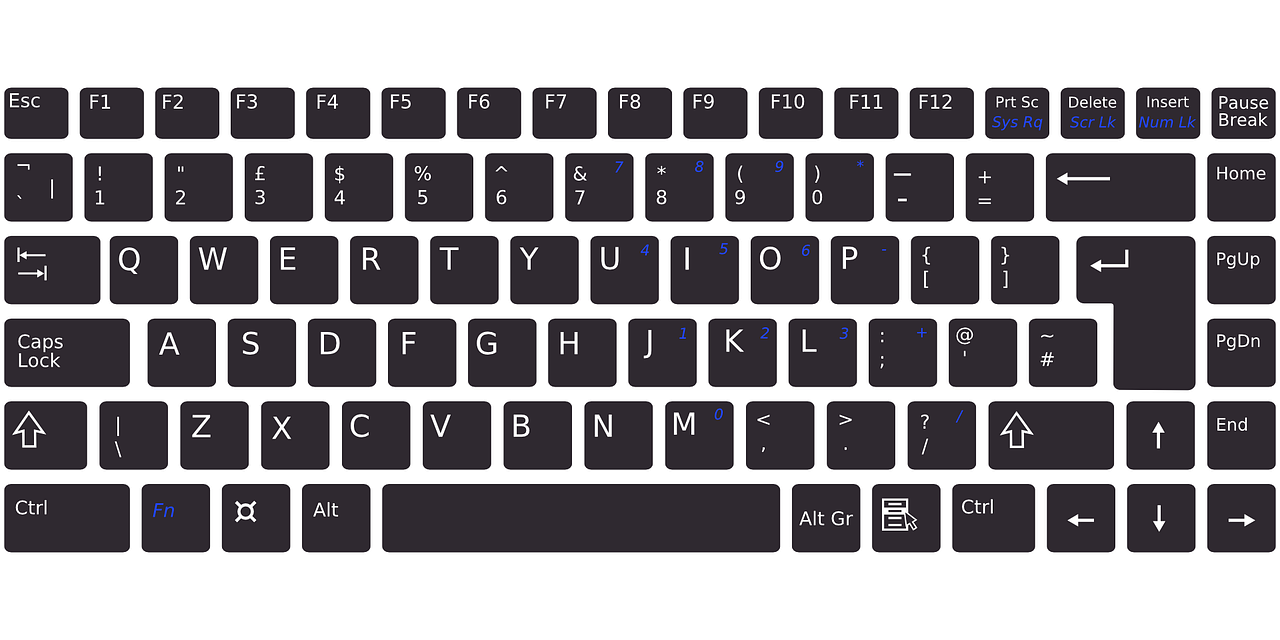 Esc F1 F2 F3 F4 F5 F6 F7 F8 F9 F10 F11 F12 Prt Sc Delete Insert Pause
Sys Rq Scr Lk Num Lk Break
¬ ! " £ $ % ^ & 7 * 8 ( 9 ) * — + Home
` | 1 2 3 4 5 6 7 8 9 0 - =
Q W E R T Y U 4 I 5 O 6 P - { } PgUp
[ ]
Caps A S D F G H J 1 K 2 L 3 : + @ ~ PgDn
Lock ; ' #
| Z X C V B N M 0 < > ? / End
\ , . /
Ctrl Fn Alt Alt Gr Ctrl